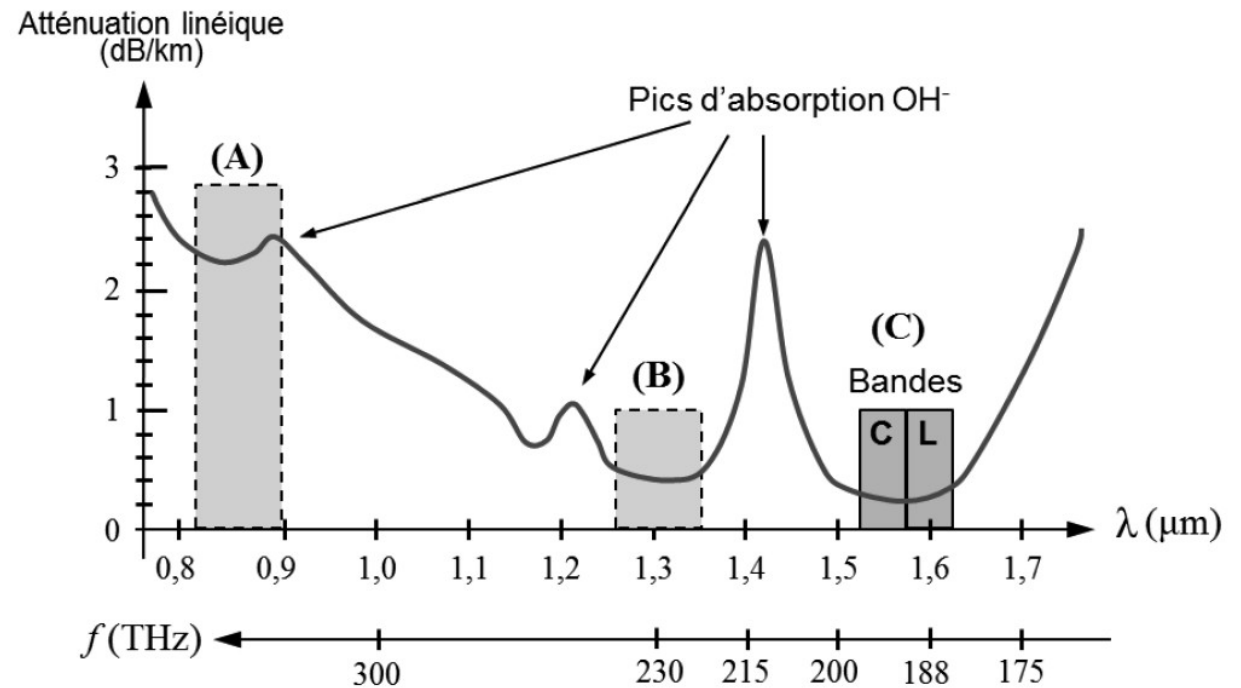 Atténuation linéique
(dB/km)
Pics d’absorption OH⁻
(A)
3
2
(C)
(B)
Bandes
1
C L
0
λ (μm)
0,8 0,9 1,0 1,1 1,2 1,3 1,4 1,5 1,6 1,7
f (THz)
300 230 215 200 188 175